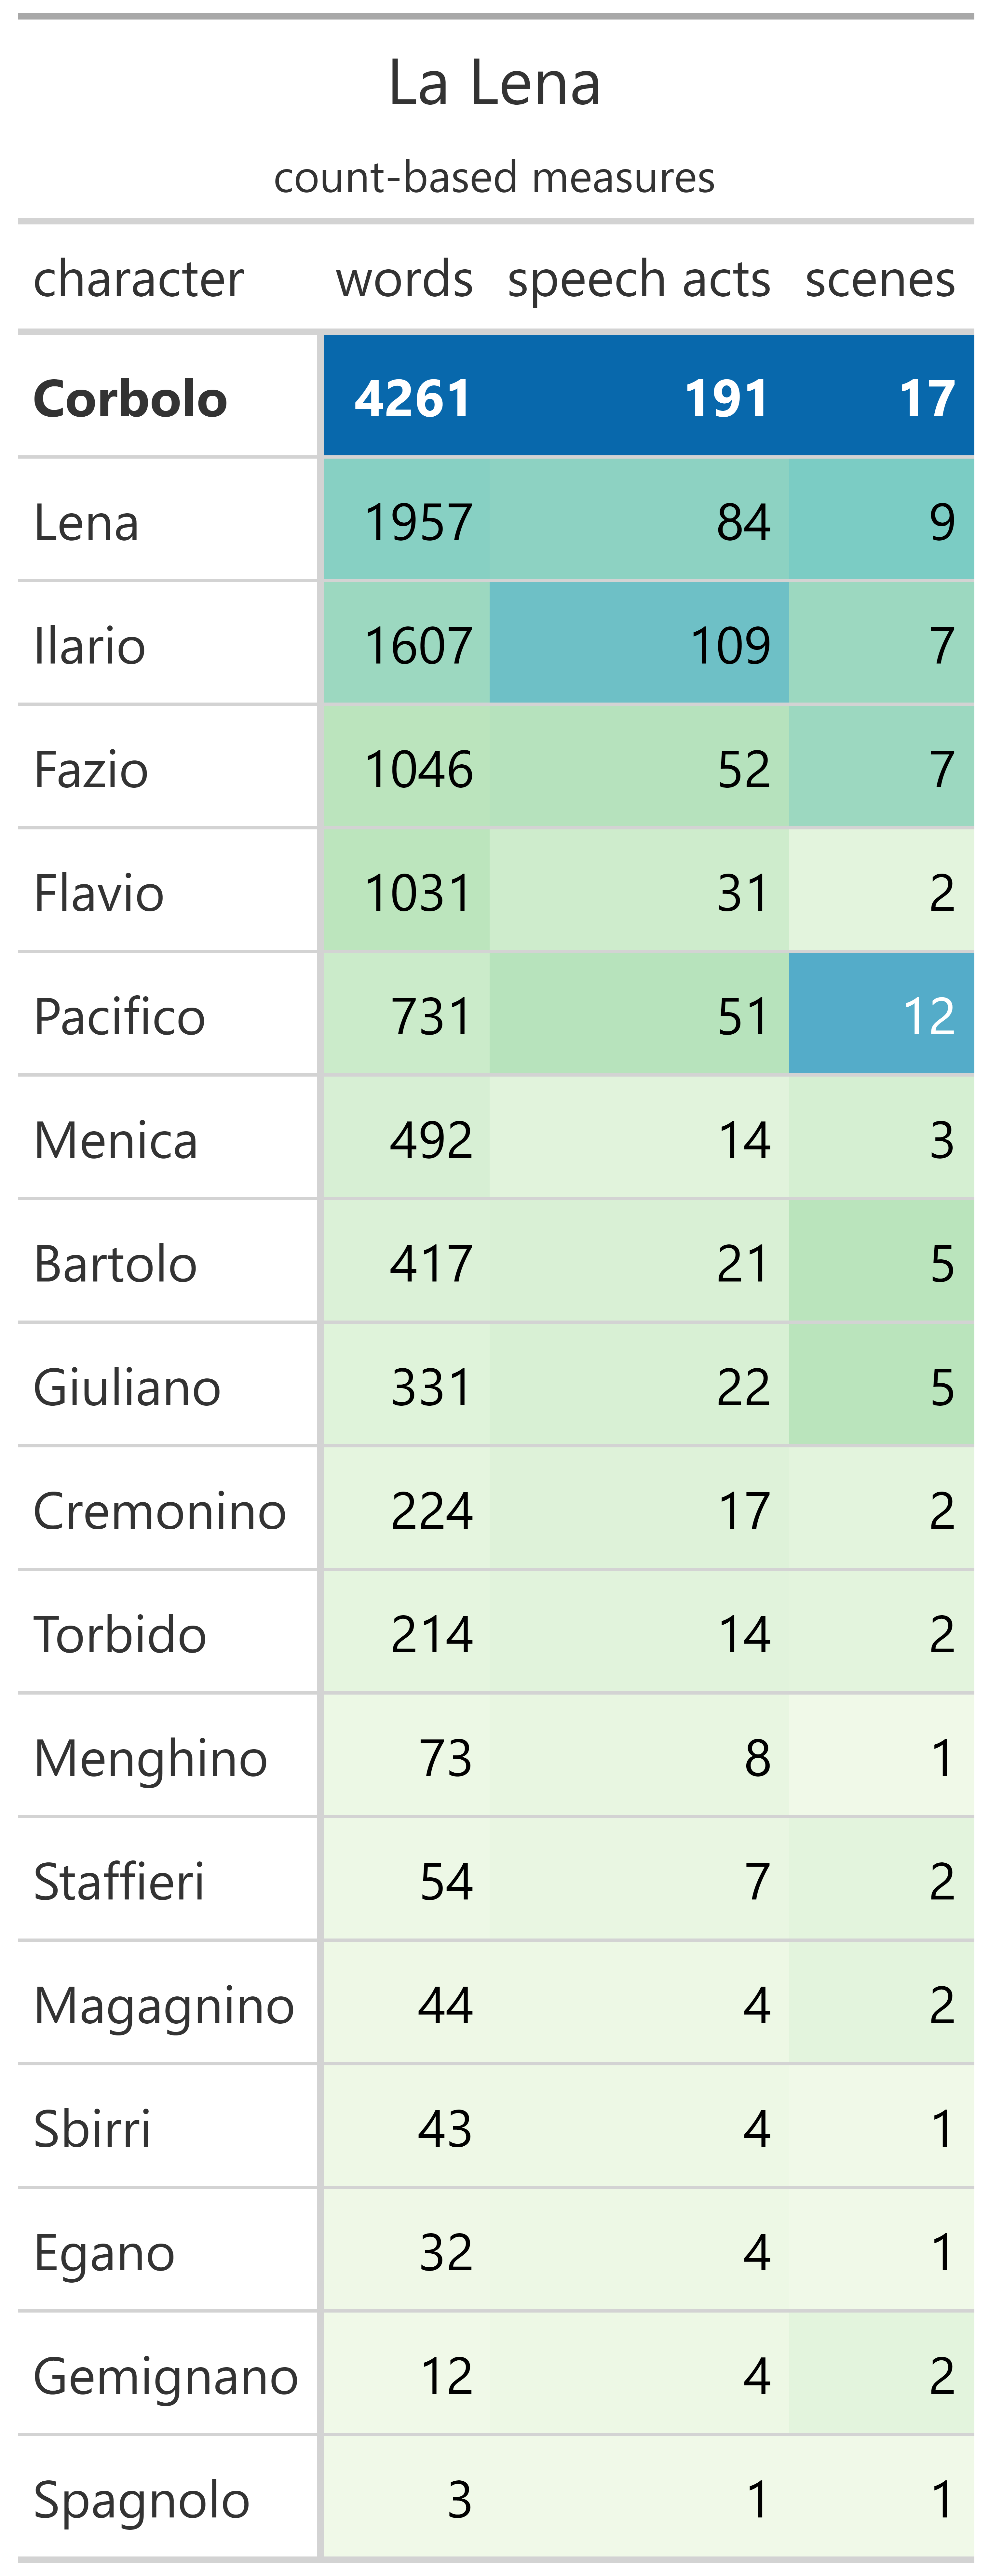 La Lena
count-based measures
character words speech acts scenes
Corbolo 4261 191 17
Lena 1957 84 9
Ilario 1607 109 7
Fazio 1046 52 7
Flavio 1031 31 2
Pacifico 731 51 12
Menica 492 14 3
Bartolo 417 21 5
Giuliano 331 22 5
Cremonino 224 17 2
Torbido 214 14 2
Menghino 73 8 1
Staffieri 54 7 2
Magagnino 44 4 2
Sbirri 43 4 1
Egano 32 4 1
Gemignano 12 4 2
Spagnolo 3 1 1